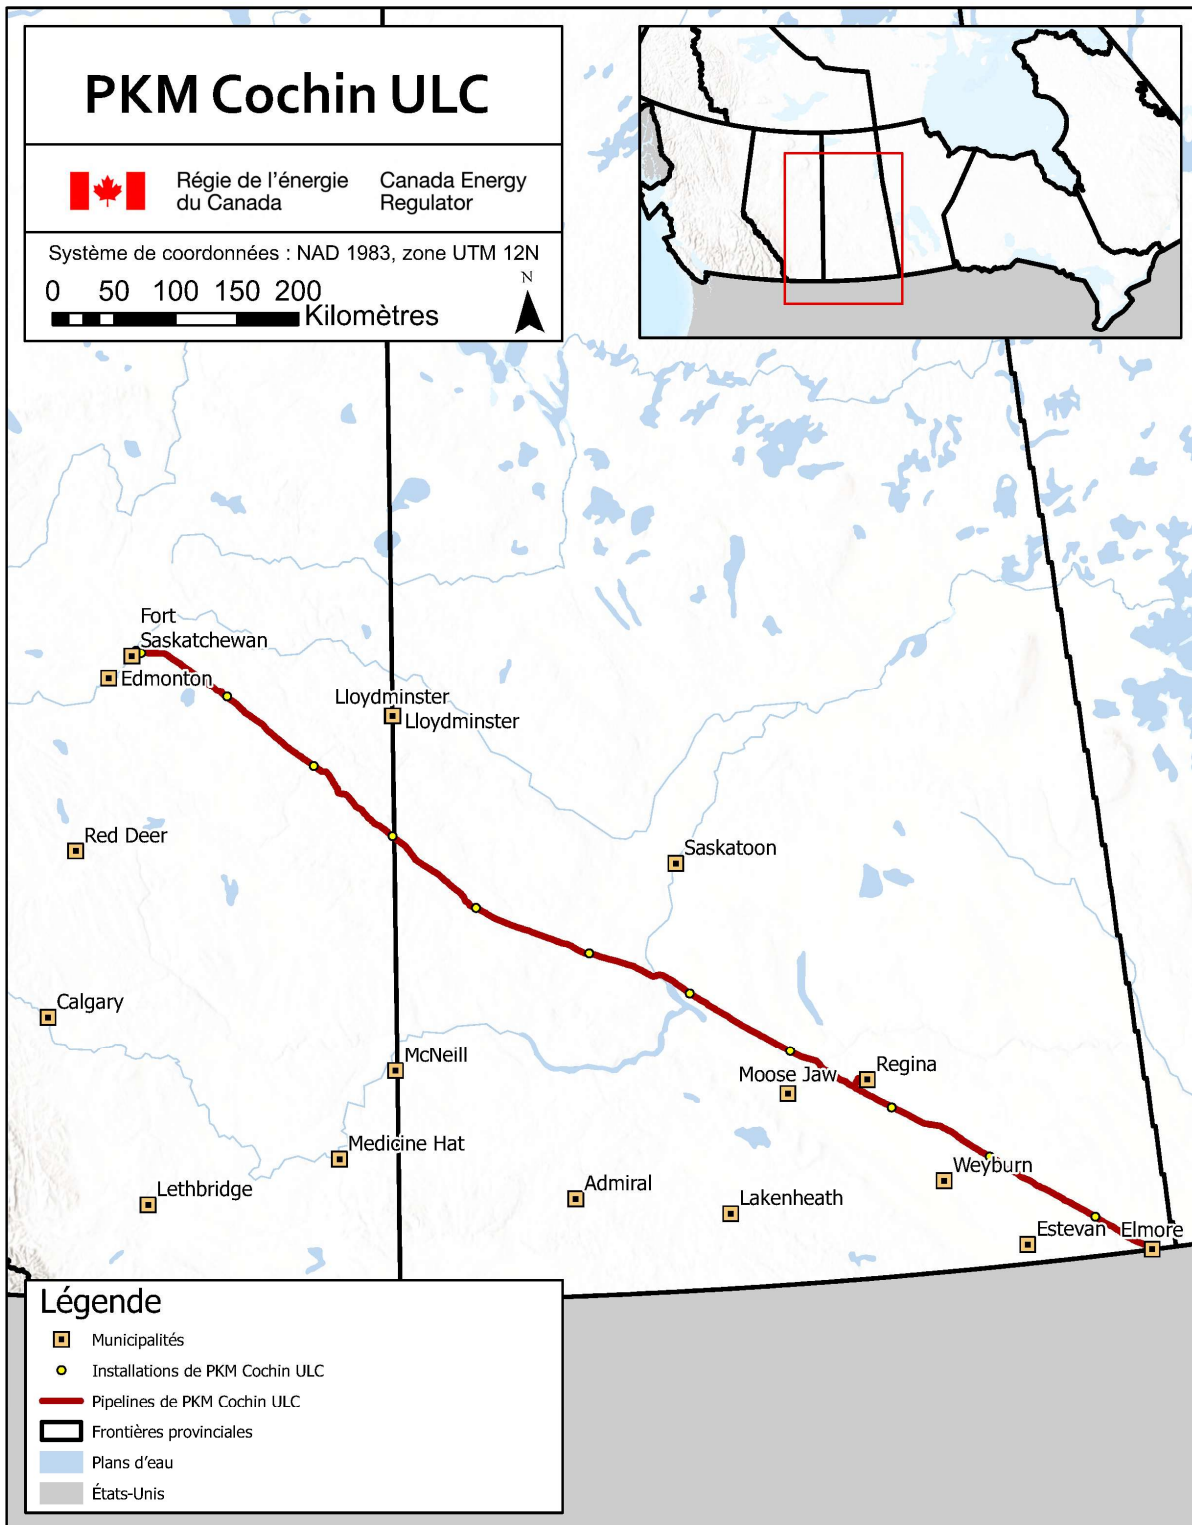 PKM Cochin ULC
Régie de l'énergie
du Canada
Canada Energy
Regulator
Système de coordonnées : NAD 1983, zone UTM 12N
N
0 50 100 150 200
Kilomètres
Fort
Saskatchewan
Edmonton
Lloydminster
Lloydminster
Red Deer
Saskatoon
Calgary
McNeill
Moose Jaw
Regina
Medicine Hat
Weyburn
Lethbridge
Admiral
Lakenheath
Estevan
Elmore
Légende
Municipalités
Installations de PKM Cochin ULC
Pipelines de PKM Cochin ULC
Frontières provinciales
Plans d'eau
États-Unis